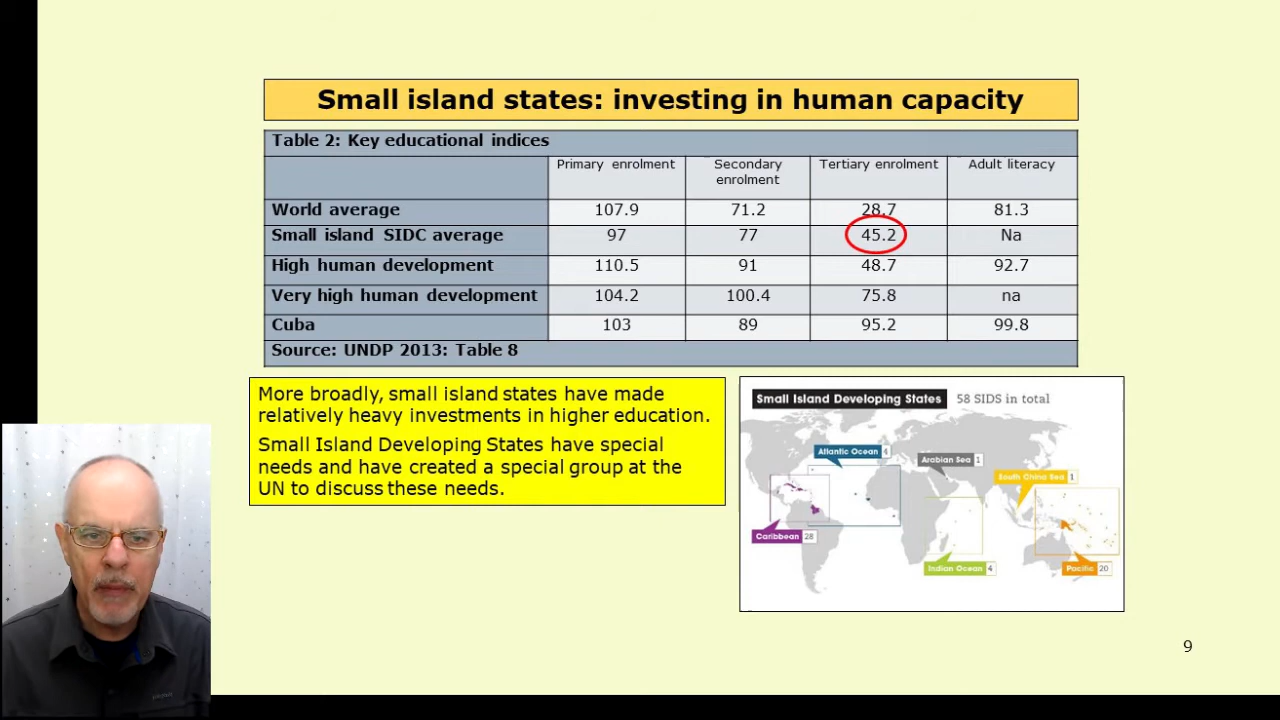 Small island states: investing in human capacity
Table 2: Key educational indices
Primary enrolment Secondary enrolment Tertiary enrolment Adult literacy
World average 107.9 71.2 28.7 81.3
Small island SIDC average 97 77 45.2 Na
High human development 110.5 91 48.7 92.7
Very high human development 104.2 100.4 75.8 na
Cuba 103 89 95.2 99.8
Source: UNDP 2013: Table 8
More broadly, small island states have made
relatively heavy investments in higher education.
Small Island Developing States have special
needs and have created a special group at the
UN to discuss these needs.
Small Island Developing States 58 SIDS in total
Atlantic Ocean 4
Arabian Sea 1
South China Sea 1
Caribbean 28
Indian Ocean 4
Pacific 20
9